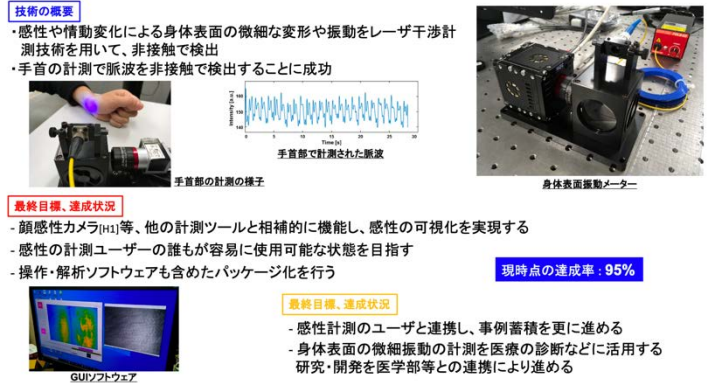 技術の概要
・感性や情動変化による身体表面の微細な変形や振動をレーザ干渉計
測技術を用いて、非接触で検出
・手首の計測で脈波を非接触で検出することに成功
Intensity [a.u.]
160
150
140
0 5 10 15 20 25 30
Time [s]
手首部で計測された脈波
手首部の計測の様子
身体表面振動メーター
最終目標、達成状況
- 顔感性カメラ[H1]等、他の計測ツールと相補的に機能し、感性の可視化を実現する
- 感性の計測ユーザーの誰もが容易に使用可能な状態を目指す
- 操作・解析ソフトウェアも含めたパッケージ化を行う
現時点の達成率：95%
GUIソフトウェア
最終目標、達成状況
- 感性計測のユーザと連携し、事例蓄積を更に進める
- 身体表面の微細振動の計測を医療の診断などに活用する
研究・開発を医学部等との連携により進める